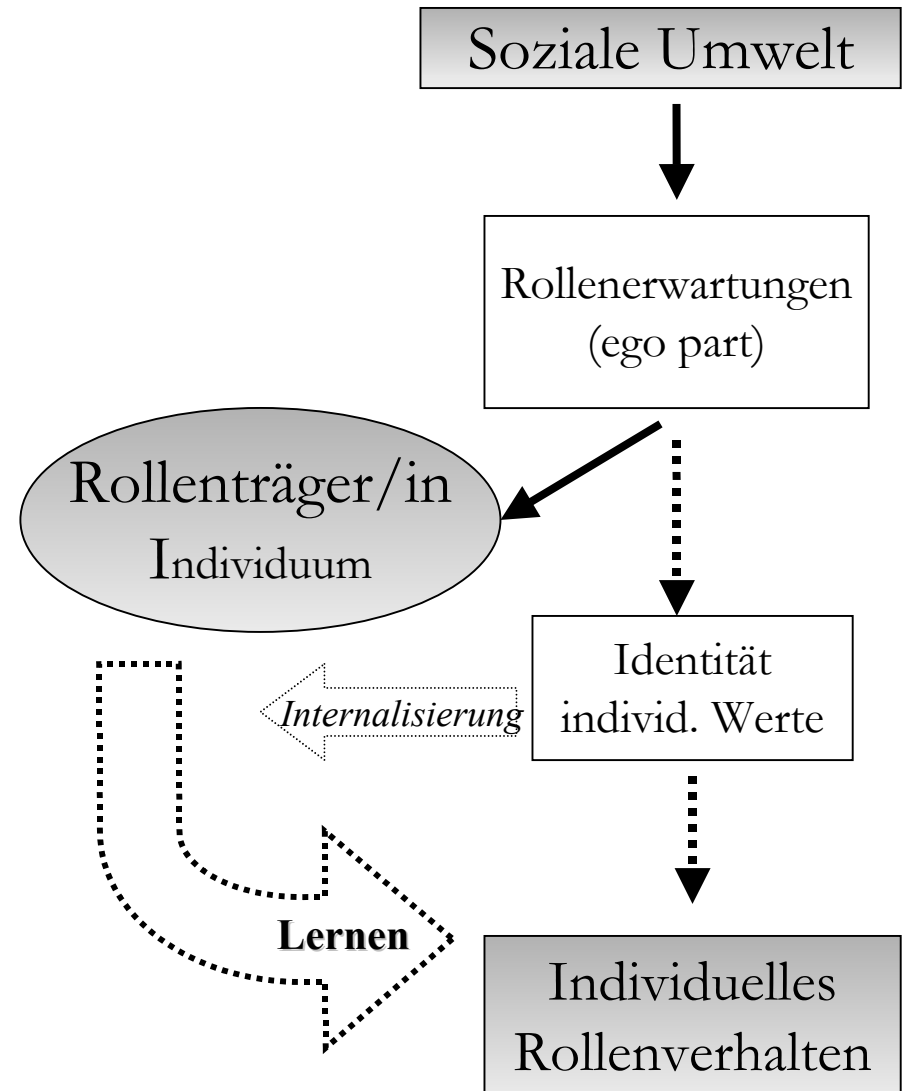 Soziale Umwelt
Rollenerwartungen
(ego part)
Rollenträger/in
Individuum
Identität
individ. Werte
Internalisierung
Lernen
Individuelles
Rollenverhalten